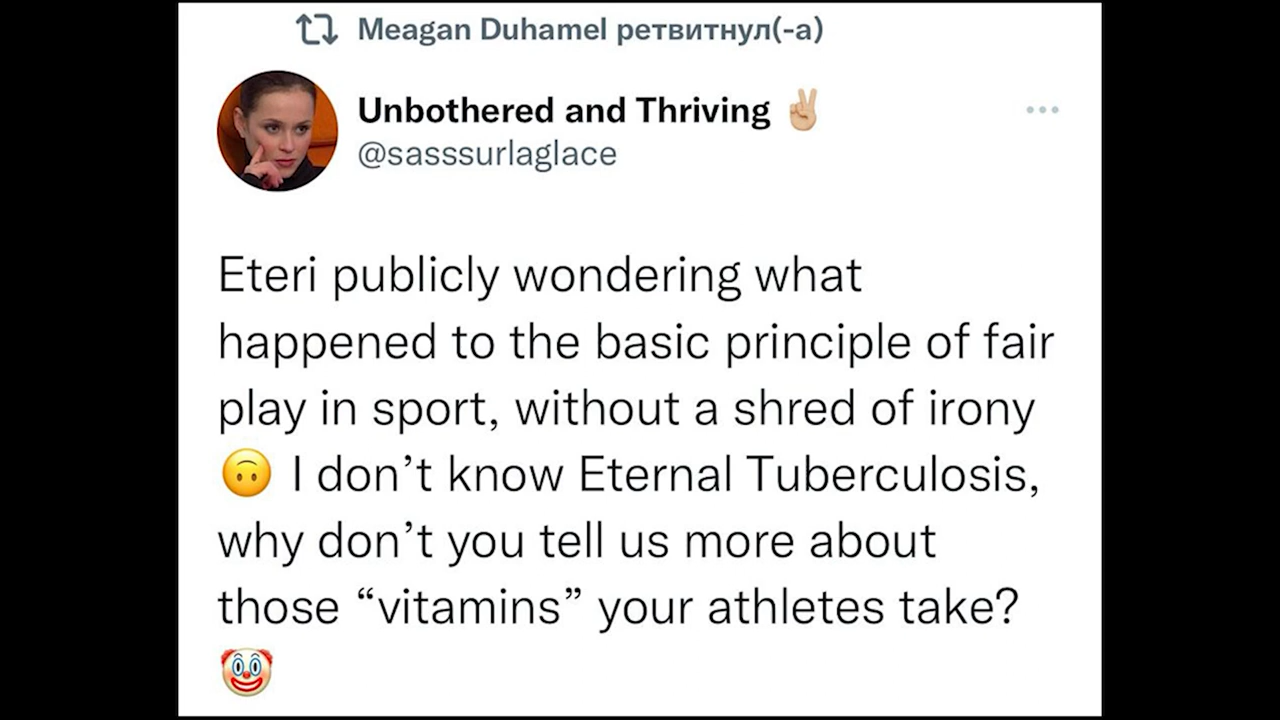 Meagan Duhamel ретвитнул(-а)
Unbothered and Thriving ✌🏼
@sasssurlaglace
Eteri publicly wondering what
happened to the basic principle of fair
play in sport, without a shred of irony
🙃 I don’t know Eternal Tuberculosis,
why don’t you tell us more about
those “vitamins” your athletes take?
🤡